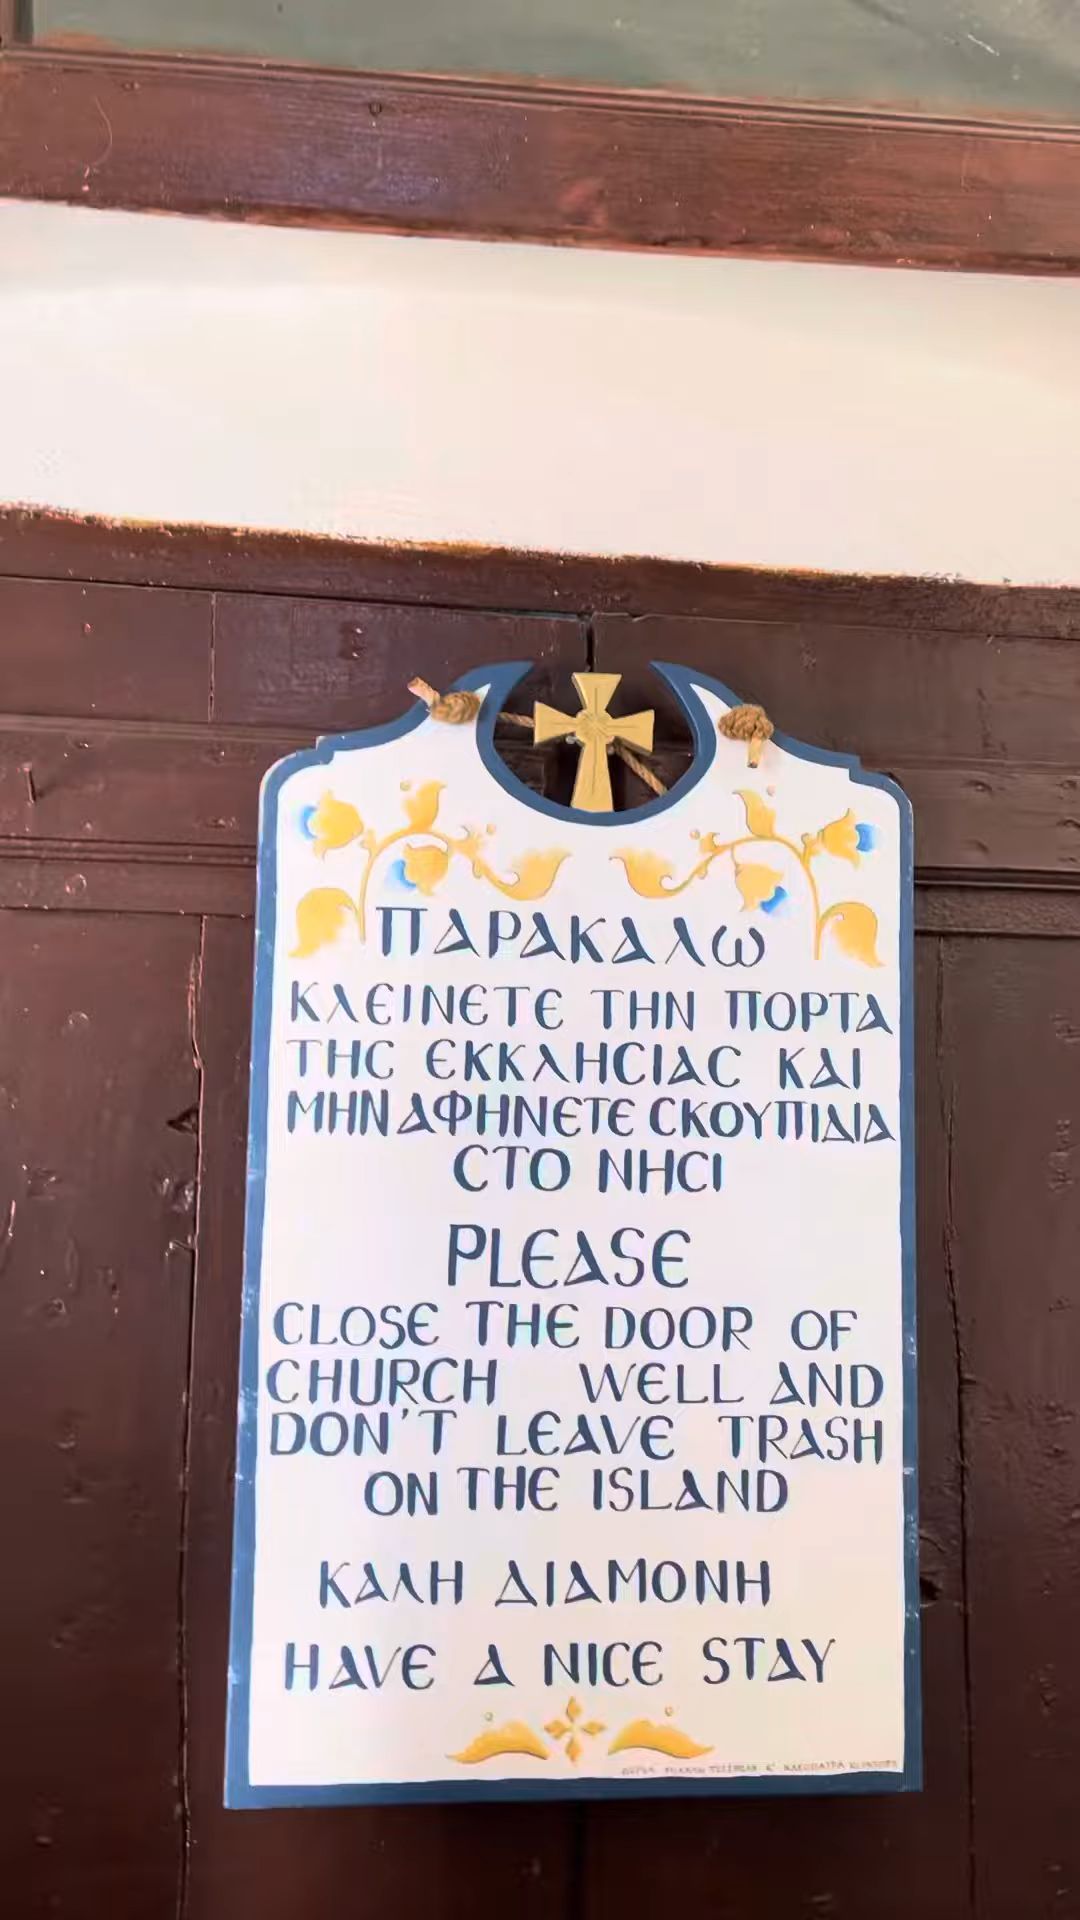 ΠΑΡΑΚΑΛω
ΚΛΕΙΝΕΤΕ ΤΗΝ ΠΟΡΤΑ
ΤΗC ΕΚΚΛΗCΙΑC ΚΑΙ
ΜΗΝ ΑΦΗΝΕΤΕ CΚΟΥΠΙΔΙΑ
CΤΟ ΝΗCΙ
PLEASE
CLOSE THE DOOR OF
CHURCH WELL AND
DON'T LEAVE TRASH
ON THE ISLAND
ΚΑΛΗ ΔΙΑΜΟΝΗ
HAVE A NICE STAY